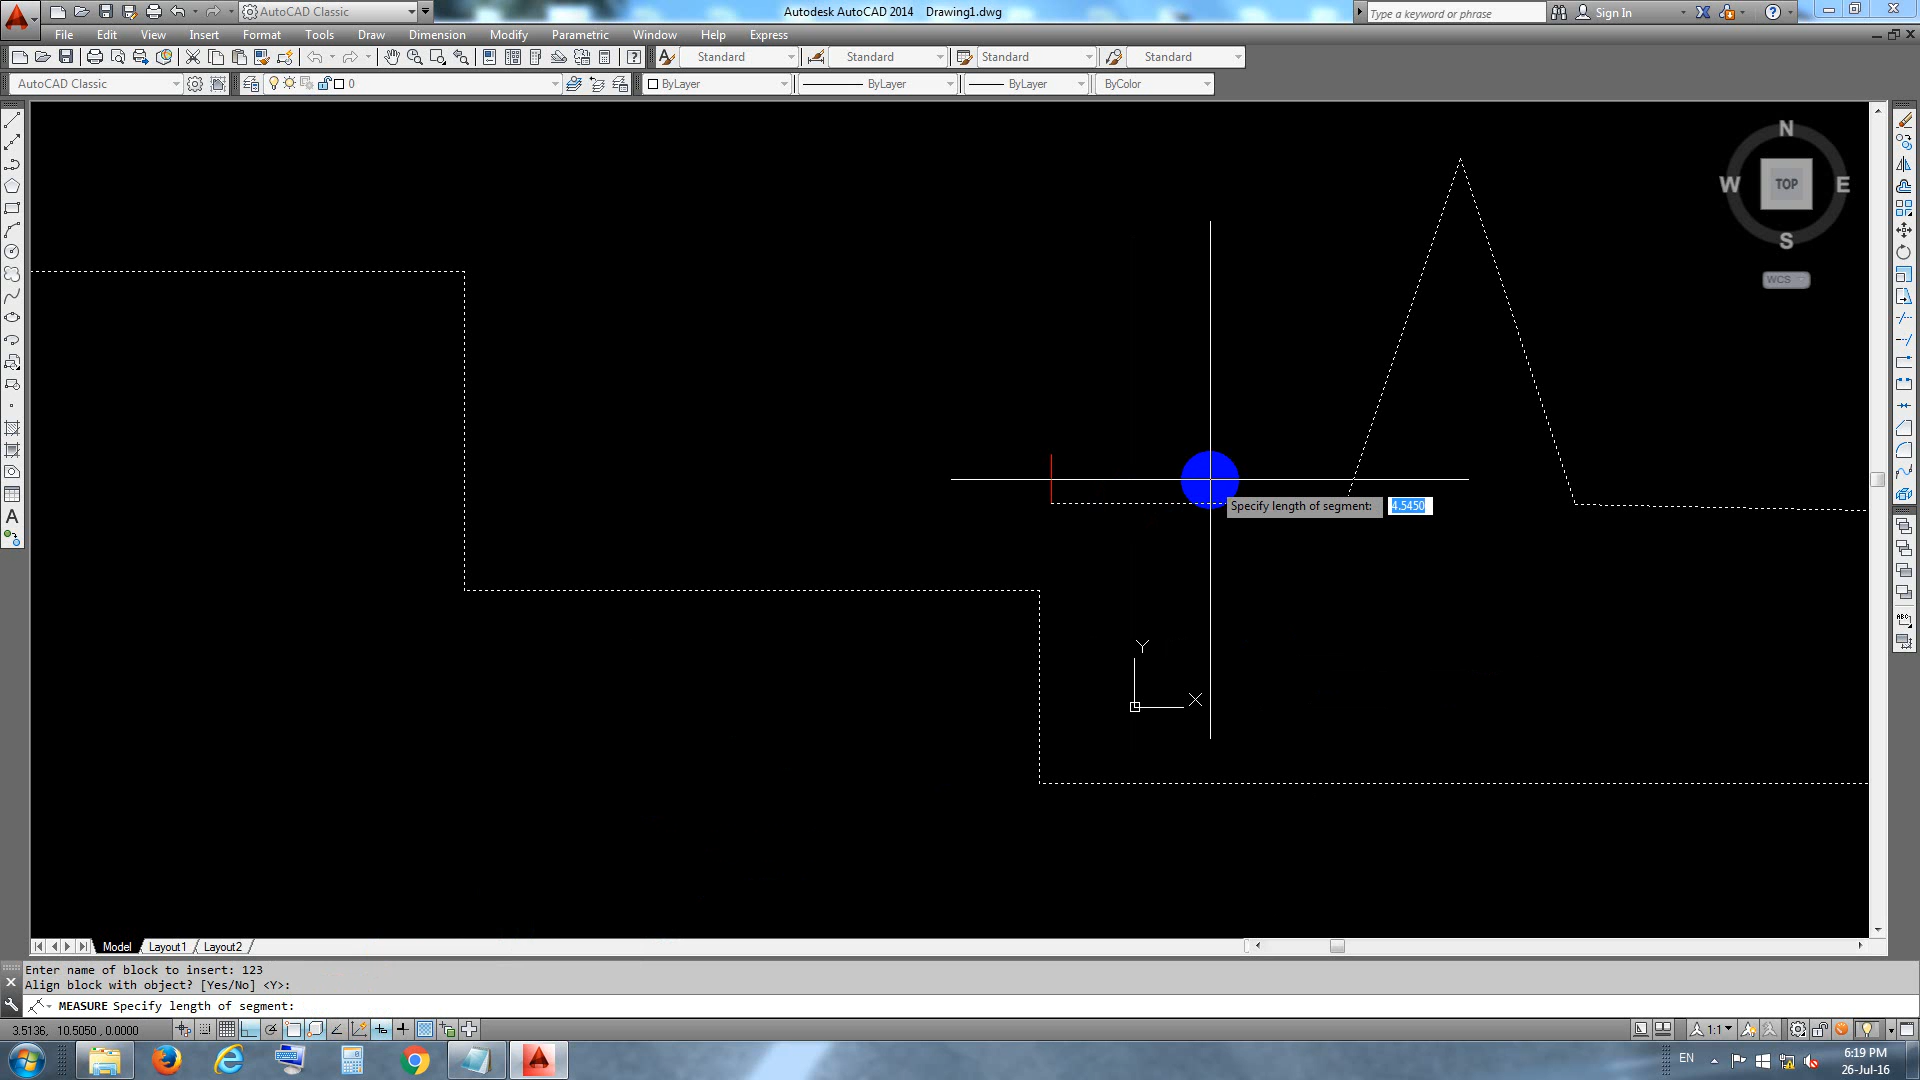 AutoCAD Classic
Autodesk AutoCAD 2014 Drawing1.dwg
Type a keyword or phrase
Sign In
File Edit View Insert Format Tools Draw Dimension Modify Parametric Window Help Express
Standard Standard Standard Standard
AutoCAD Classic 0 ByLayer ByLayer ByLayer ByColor
N
W TOP E
S
WCS
Specify length of segment: 4.5450
Y
X
A
Model Layout1 Layout2
Enter name of block to insert: 123
Align block with object? [Yes/No] <Y>:
MEASURE Specify length of segment:
3.5136, 10.5050 , 0.0000 1:1
EN 6:19 PM
26-Jul-16